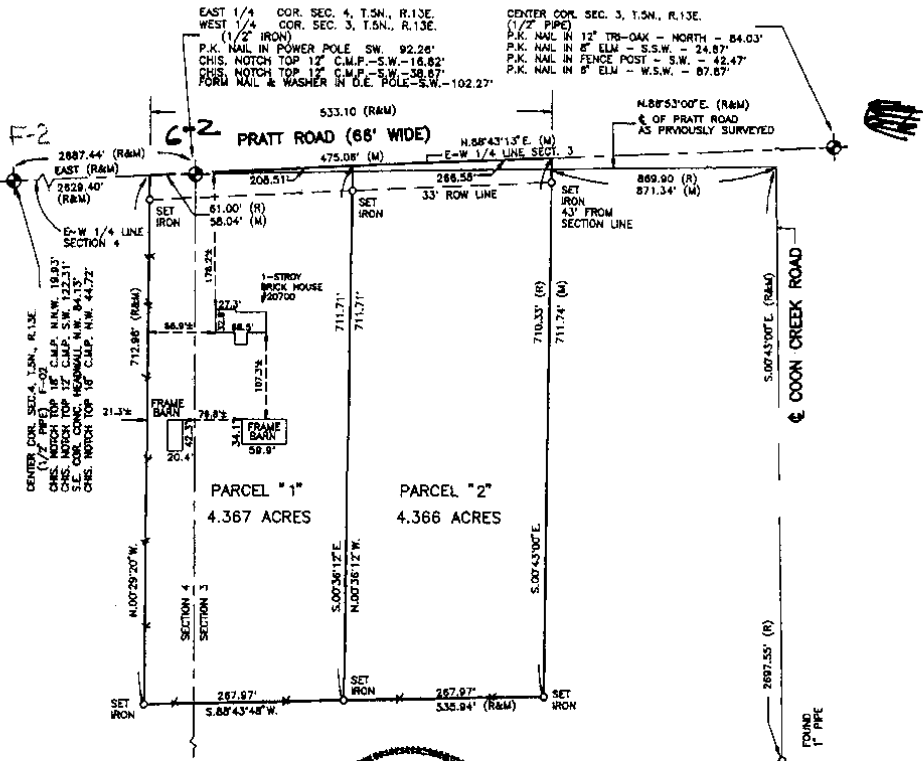 EAST 1/4 COR. SEC. 4, T.5N., R.13E.
WEST 1/4 COR. SEC. 3, T.5N., R.13E.
(1/2" IRON)
P.K. NAIL IN POWER POLE SW. 92.26'
CHIS. NOTCH TOP 12" C.M.P.-S.W.-16.82'
CHIS. NOTCH TOP 12" C.M.P.-S.W.-38.87'
FORM NAIL & WASHER IN D.E. POLE-S.W.-102.27'
CENTER COR. SEC. 3, T.5N., R.13E.
(1/2" PIPE)
P.K. NAIL IN 12" TRI-OAK - NORTH - 84.03'
P.K. NAIL IN 8" ELM - S.S.W. - 24.87'
P.K. NAIL IN FENCE POST - S.W. - 42.47'
P.K. NAIL IN 8" ELM - W.S.W. - 87.87'
533.10 (R&M)
N.88°53'00"E. (R&M)
℄ OF PRATT ROAD
AS PRVIOUSLY SURVEYED
F-2
G-2
PRATT ROAD (66' WIDE)
N.88°43'13"E. (M)
E-W 1/4 LINE SECT. 3
2687.44' (R&M)
EAST (R&M)
2629.40'
(R&M)
475.06' (M)
208.51'
266.55'
869.90 (R)
871.34' (M)
33' ROW LINE
61.00' (R)
58.04' (M)
SET
IRON
SET
IRON
SET
IRON
43' FROM
SECTION LINE
E-W 1/4 LINE
SECTION 4
178.2'±
1-STROY
BRICK HOUSE
#20700
27.3'
68.5'
86.9'±
107.3'±
712.96' (R&M)
711.71'
711.71'
710.33' (R)
711.74' (M)
S.00°43'00"E. (R&M)
℄ COON CREEK ROAD
CENTER COR. SEC.4, T.5N., R.13E.
(1/2" PIPE) F-02
CHIS. NOTCH TOP 18" C.M.P. N.N.W. 19.93'
CHIS. NOTCH TOP 12" C.M.P. S.W. 122.31'
S.E. COR. CONC. HEADWALL N.W. 84.13'
CHIS. NOTCH TOP 18" C.M.P. N.W. 44.72'
21.3'±
FRAME
BARN
79.8'±
42.3'
20.4'
34.1'
FRAME
BARN
59.9'
PARCEL "1"
4.367 ACRES
PARCEL "2"
4.366 ACRES
N.00°29'20"W.
SECTION 4
SECTION 3
S.00°36'12"E.
N.00°36'12"W.
S.00°43'00"E.
2697.55' (R)
SET
IRON
267.97'
S.88°43'48"W.
SET
IRON
267.97'
535.94' (R&M)
SET
IRON
FOUND
1" PIPE